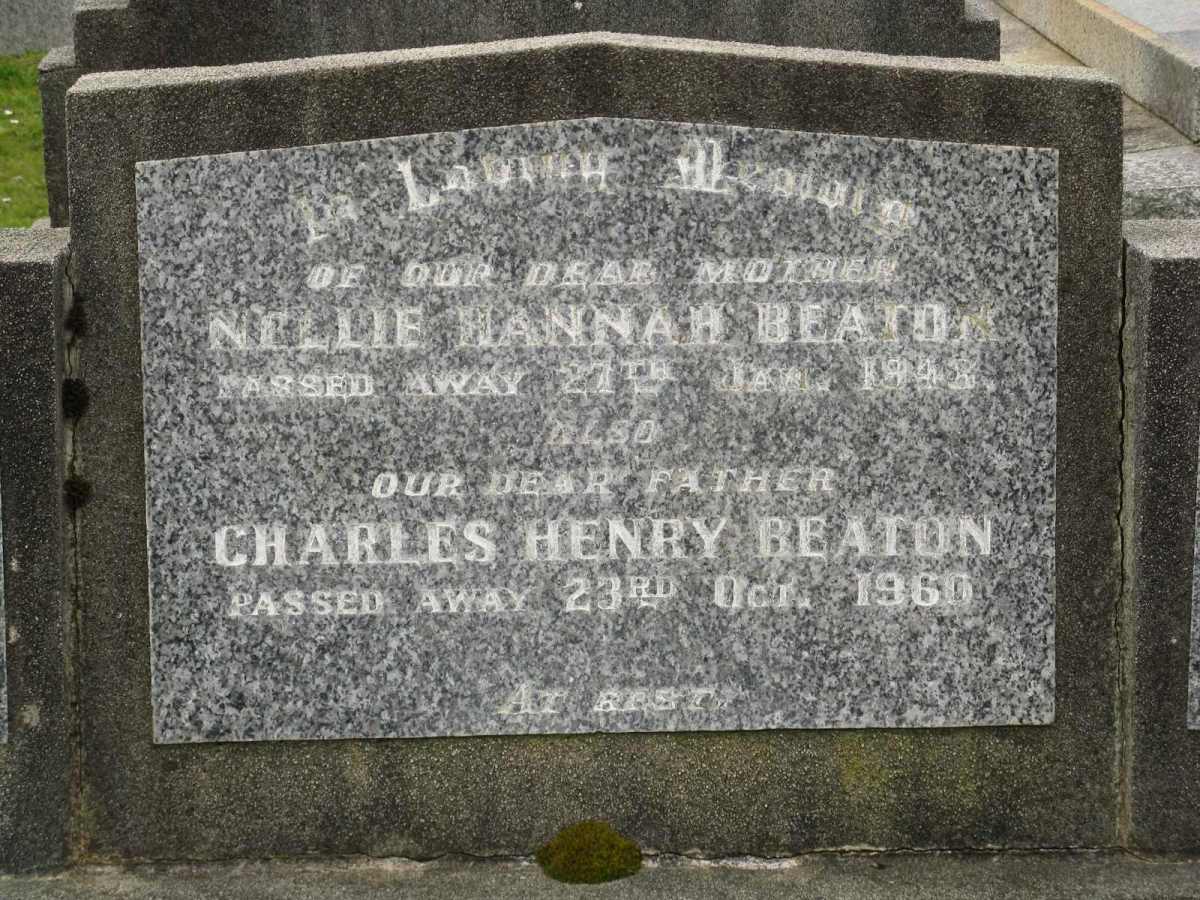 In Loving Memory
OF OUR DEAR MOTHER
NELLIE HANNAH BEATON
PASSED AWAY 27TH JAN. 1948.
ALSO
OUR DEAR FATHER
CHARLES HENRY BEATON
PASSED AWAY 23RD OCT. 1960
AT REST.